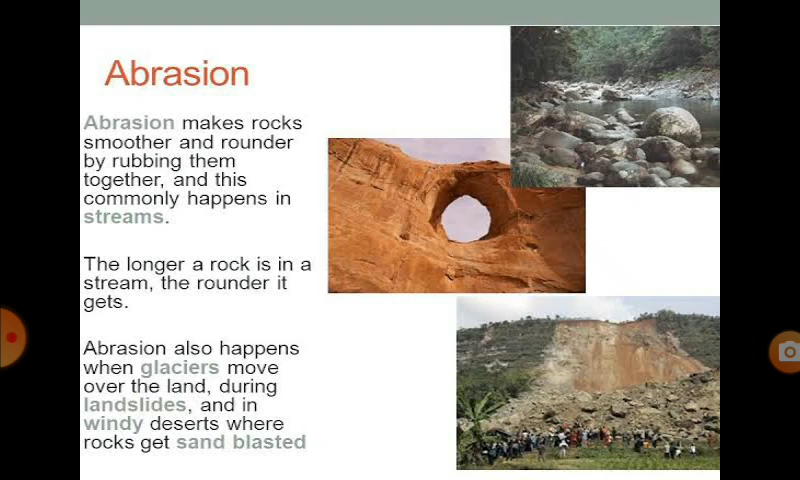 Abrasion
Abrasion makes rocks
smoother and rounder
by rubbing them
together, and this
commonly happens in
streams.
The longer a rock is in a
stream, the rounder it
gets.
Abrasion also happens
when glaciers move
over the land, during
landslides, and in
windy deserts where
rocks get sand blasted